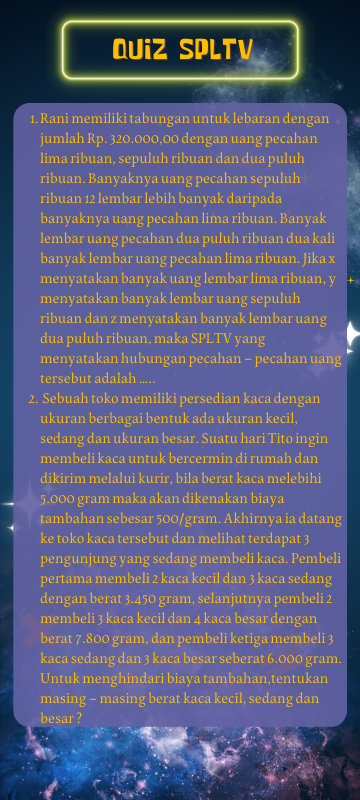 QUIZ SPLTV
1. Rani memiliki tabungan untuk lebaran dengan
jumlah Rp. 320.000,00 dengan uang pecahan
lima ribuan, sepuluh ribuan dan dua puluh
ribuan. Banyaknya uang pecahan sepuluh
ribuan 12 lembar lebih banyak daripada
banyaknya uang pecahan lima ribuan. Banyak
lembar uang pecahan dua puluh ribuan dua kali
banyak lembar uang pecahan lima ribuan. Jika x
menyatakan banyak uang lembar lima ribuan, y
menyatakan banyak lembar uang sepuluh
ribuan dan z menyatakan banyak lembar uang
dua puluh ribuan, maka SPLTV yang
menyatakan hubungan pecahan – pecahan uang
tersebut adalah .....
2. Sebuah toko memiliki persedian kaca dengan
ukuran berbagai bentuk ada ukuran kecil,
sedang dan ukuran besar. Suatu hari Tito ingin
membeli kaca untuk bercermin di rumah dan
dikirim melalui kurir, bila berat kaca melebihi
5.000 gram maka akan dikenakan biaya
tambahan sebesar 500/gram. Akhirnya ia datang
ke toko kaca tersebut dan melihat terdapat 3
pengunjung yang sedang membeli kaca. Pembeli
pertama membeli 2 kaca kecil dan 3 kaca sedang
dengan berat 3.450 gram, selanjutnya pembeli 2
membeli 3 kaca kecil dan 4 kaca besar dengan
berat 7.800 gram, dan pembeli ketiga membeli 3
kaca sedang dan 3 kaca besar seberat 6.000 gram.
Untuk menghindari biaya tambahan,tentukan
masing – masing berat kaca kecil, sedang dan
besar ?